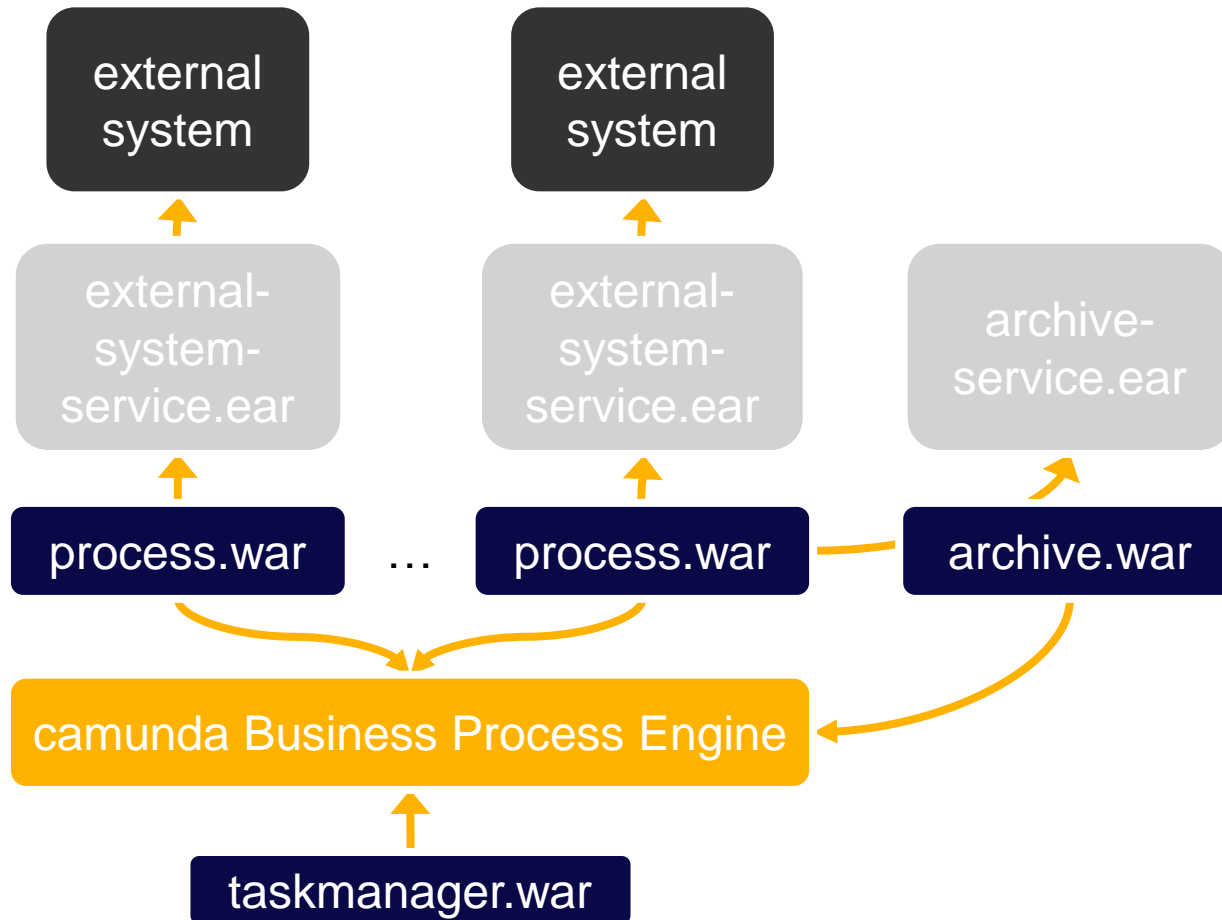 external
system
external
system
external-
system-
service.ear
external-
system-
service.ear
archive-
service.ear
process.war
...
process.war
archive.war
camunda Business Process Engine
taskmanager.war